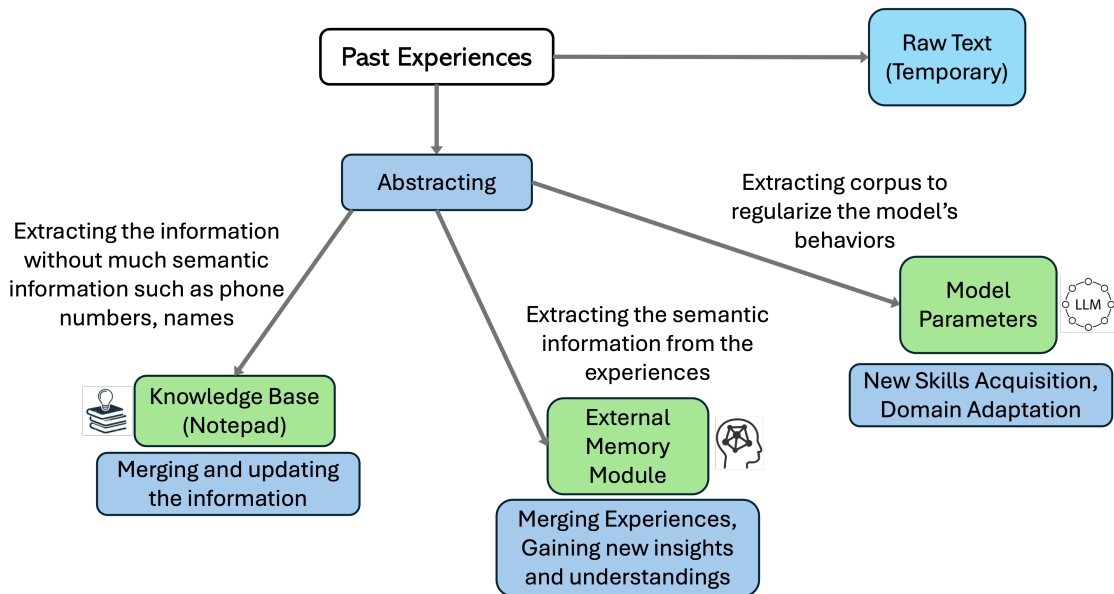 Past Experiences
Raw Text
(Temporary)
Abstracting
Extracting corpus to
regularize the model's
behaviors
Extracting the information
without much semantic
information such as phone
numbers, names
Model
Parameters
LLM
Extracting the semantic
information from the
experiences
New Skills Acquisition,
Domain Adaptation
Knowledge Base
(Notepad)
External
Memory
Module
Merging and updating
the information
Merging Experiences,
Gaining new insights
and understandings